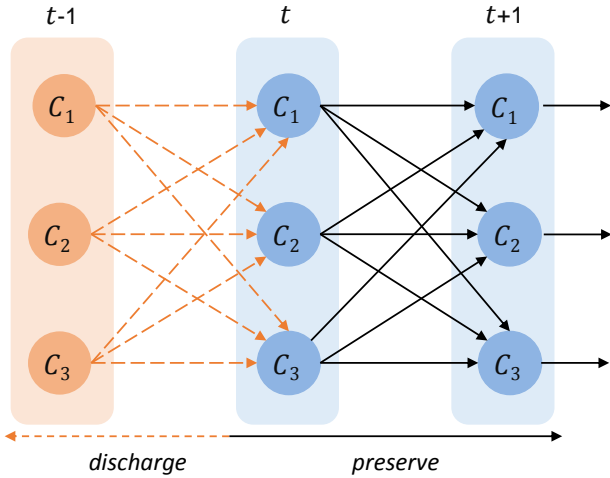 t-1 t t+1
C₁ C₁ C₁
C₂ C₂ C₂
C₃ C₃ C₃
discharge preserve